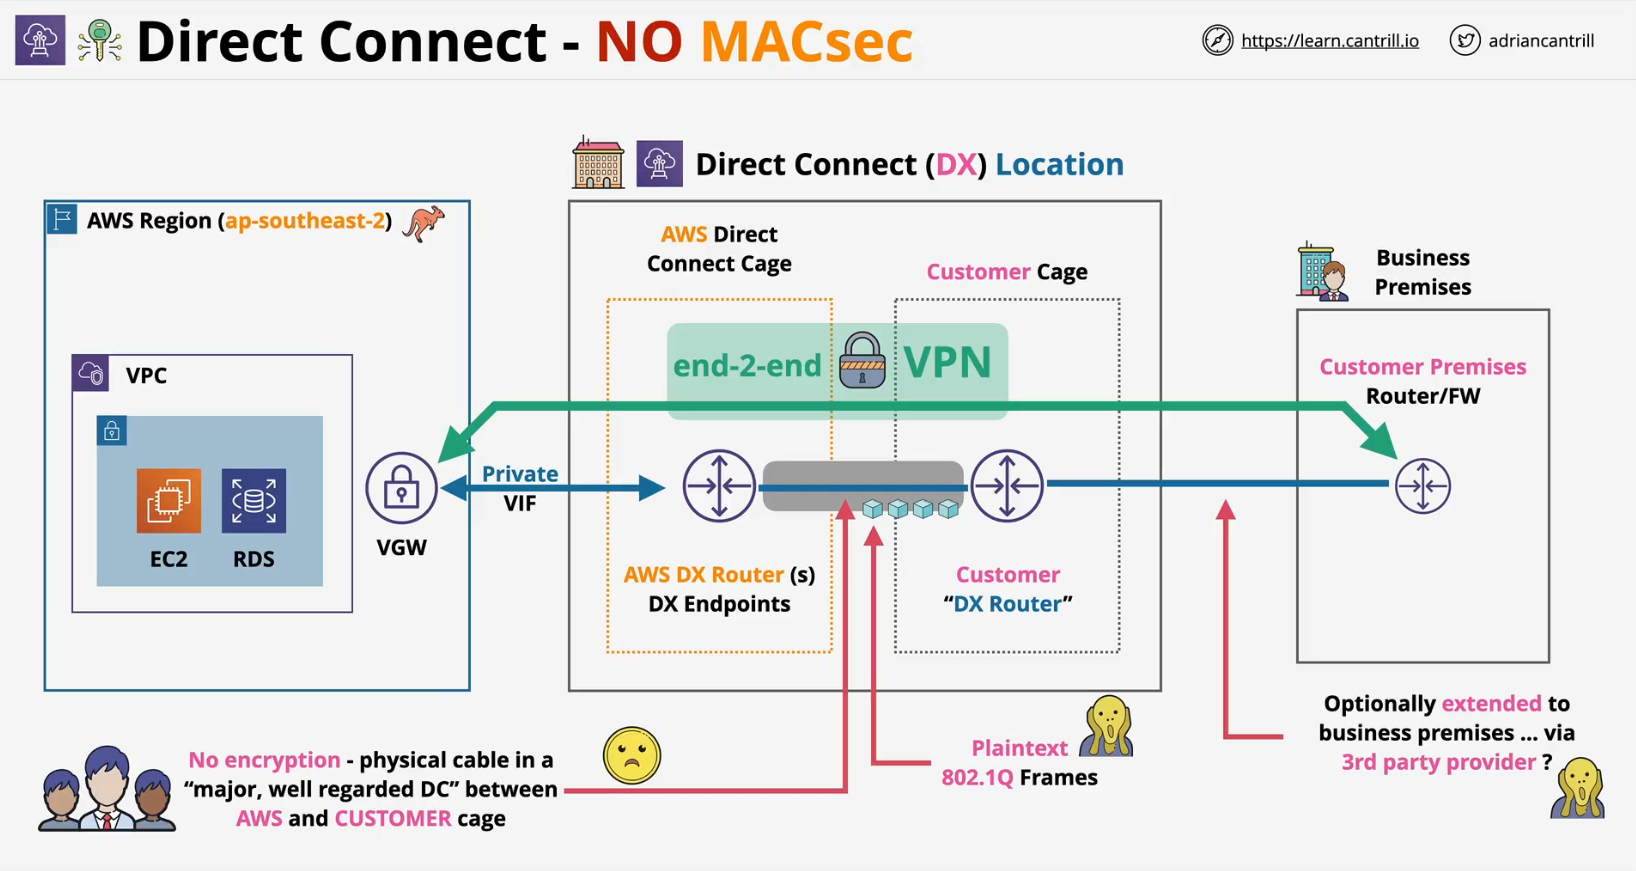 Direct Connect - NO MACsec
https://learn.cantrill.io
adriancantrill
Direct Connect (DX) Location
AWS Region (ap-southeast-2)
AWS Direct
Connect Cage
Customer Cage
Business
Premises
VPC
end-2-end VPN
Customer Premises
Router/FW
Private
VIF
EC2
RDS
VGW
AWS DX Router (s)
DX Endpoints
Customer
“DX Router”
No encryption - physical cable in a
“major, well regarded DC” between
AWS and CUSTOMER cage
Plaintext
802.1Q Frames
Optionally extended to
business premises ... via
3rd party provider ?